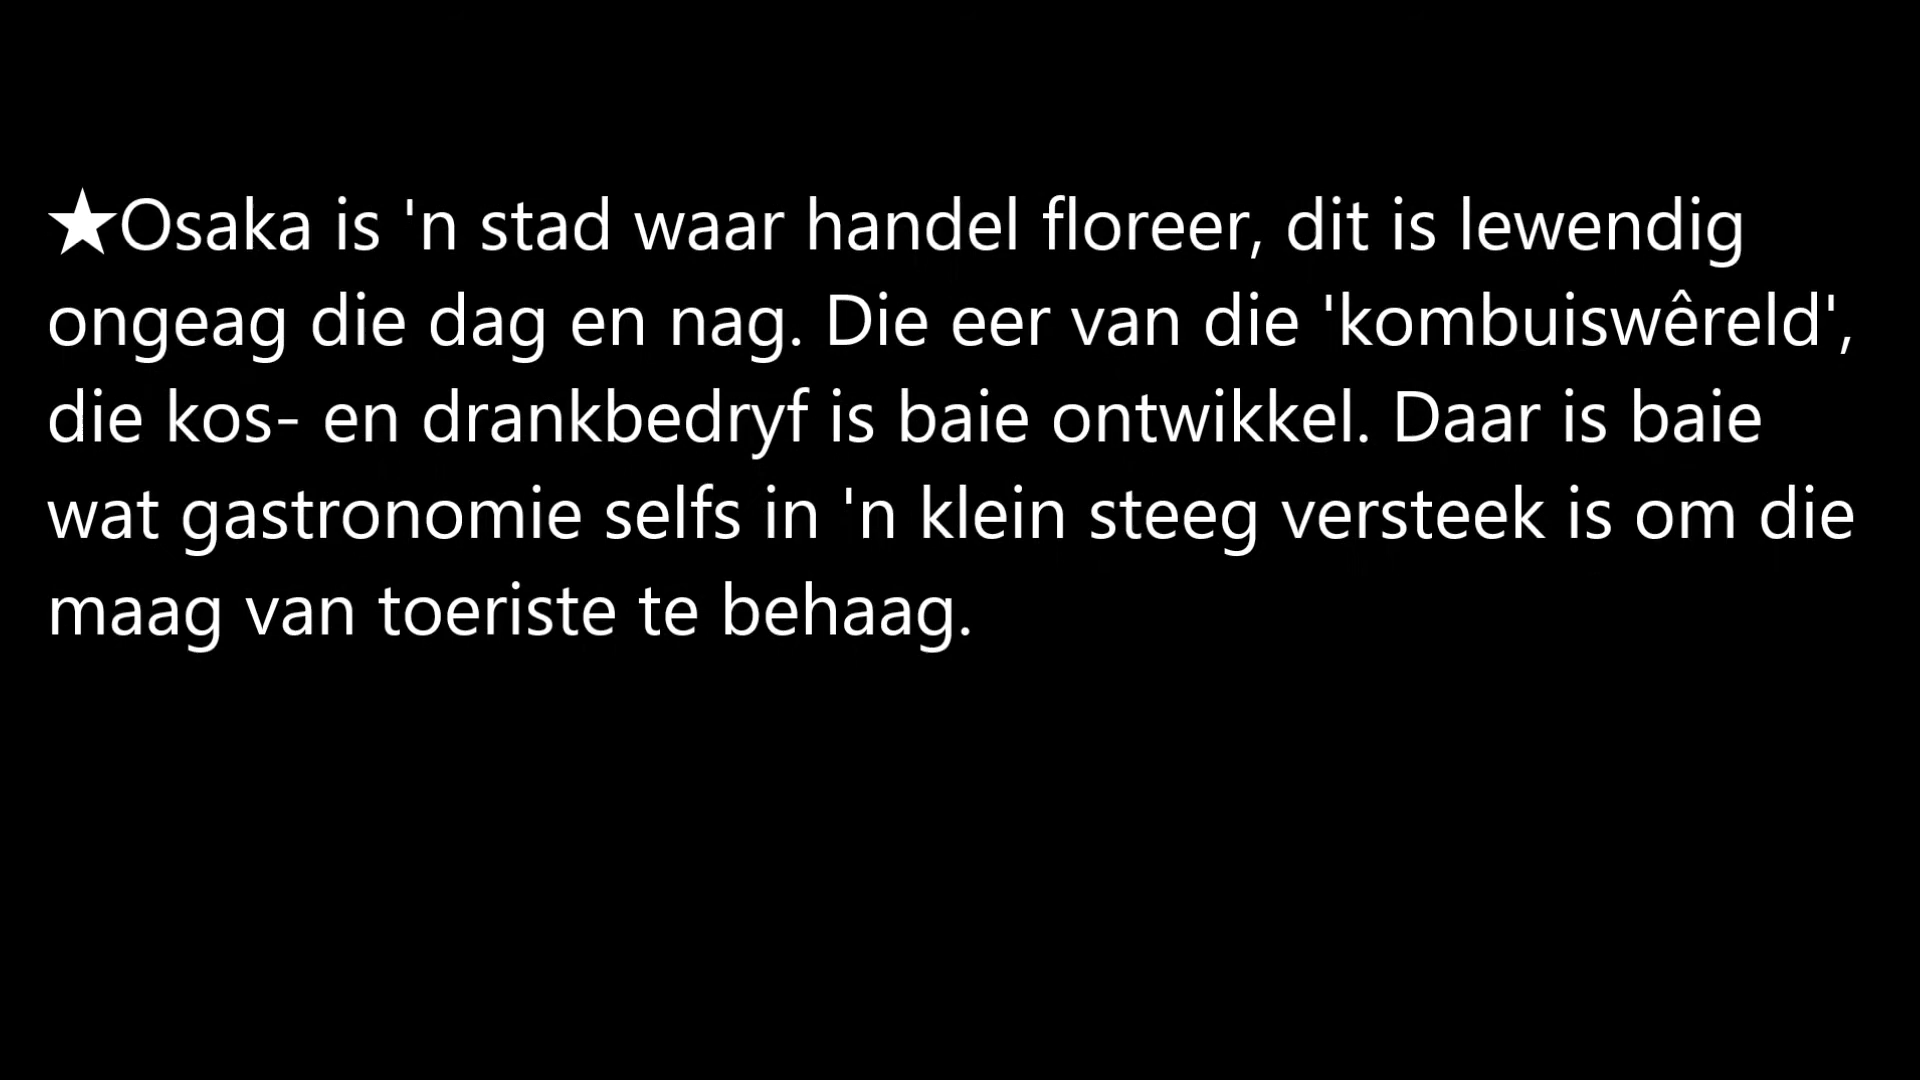 ★Osaka is 'n stad waar handel floreer, dit is lewendig
ongeag die dag en nag. Die eer van die 'kombuiswêreld',
die kos- en drankbedryf is baie ontwikkel. Daar is baie
wat gastronomie selfs in 'n klein steeg versteek is om die
maag van toeriste te behaag.